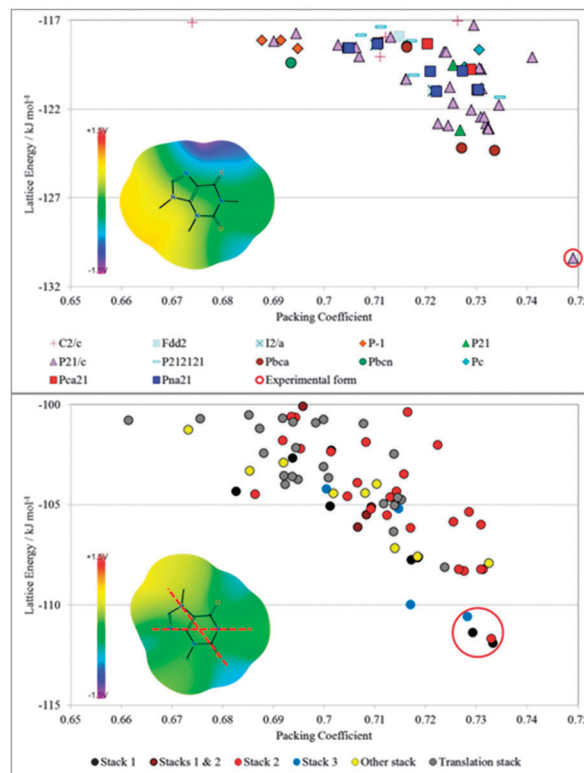 -117
-122
-127
-132
Lattice Energy / kJ mol⁻¹
+1.5V
-1.5V
0.65 0.66 0.67 0.68 0.69 0.7 0.71 0.72 0.73 0.74 0.75
Packing Coefficient
C2/c Fdd2 I2/a P-1 P21
P21/c P212121 Pbca Pbcn Pc
Pca21 Pna21 Experimental form
-100
-105
-110
-115
Lattice Energy / kJ mol⁻¹
+1.5V
-1.5V
0.65 0.66 0.67 0.68 0.69 0.7 0.71 0.72 0.73 0.74 0.75
Packing Coefficient
Stack 1 Stacks 1 & 2 Stack 2 Stack 3 Other stack Translation stack